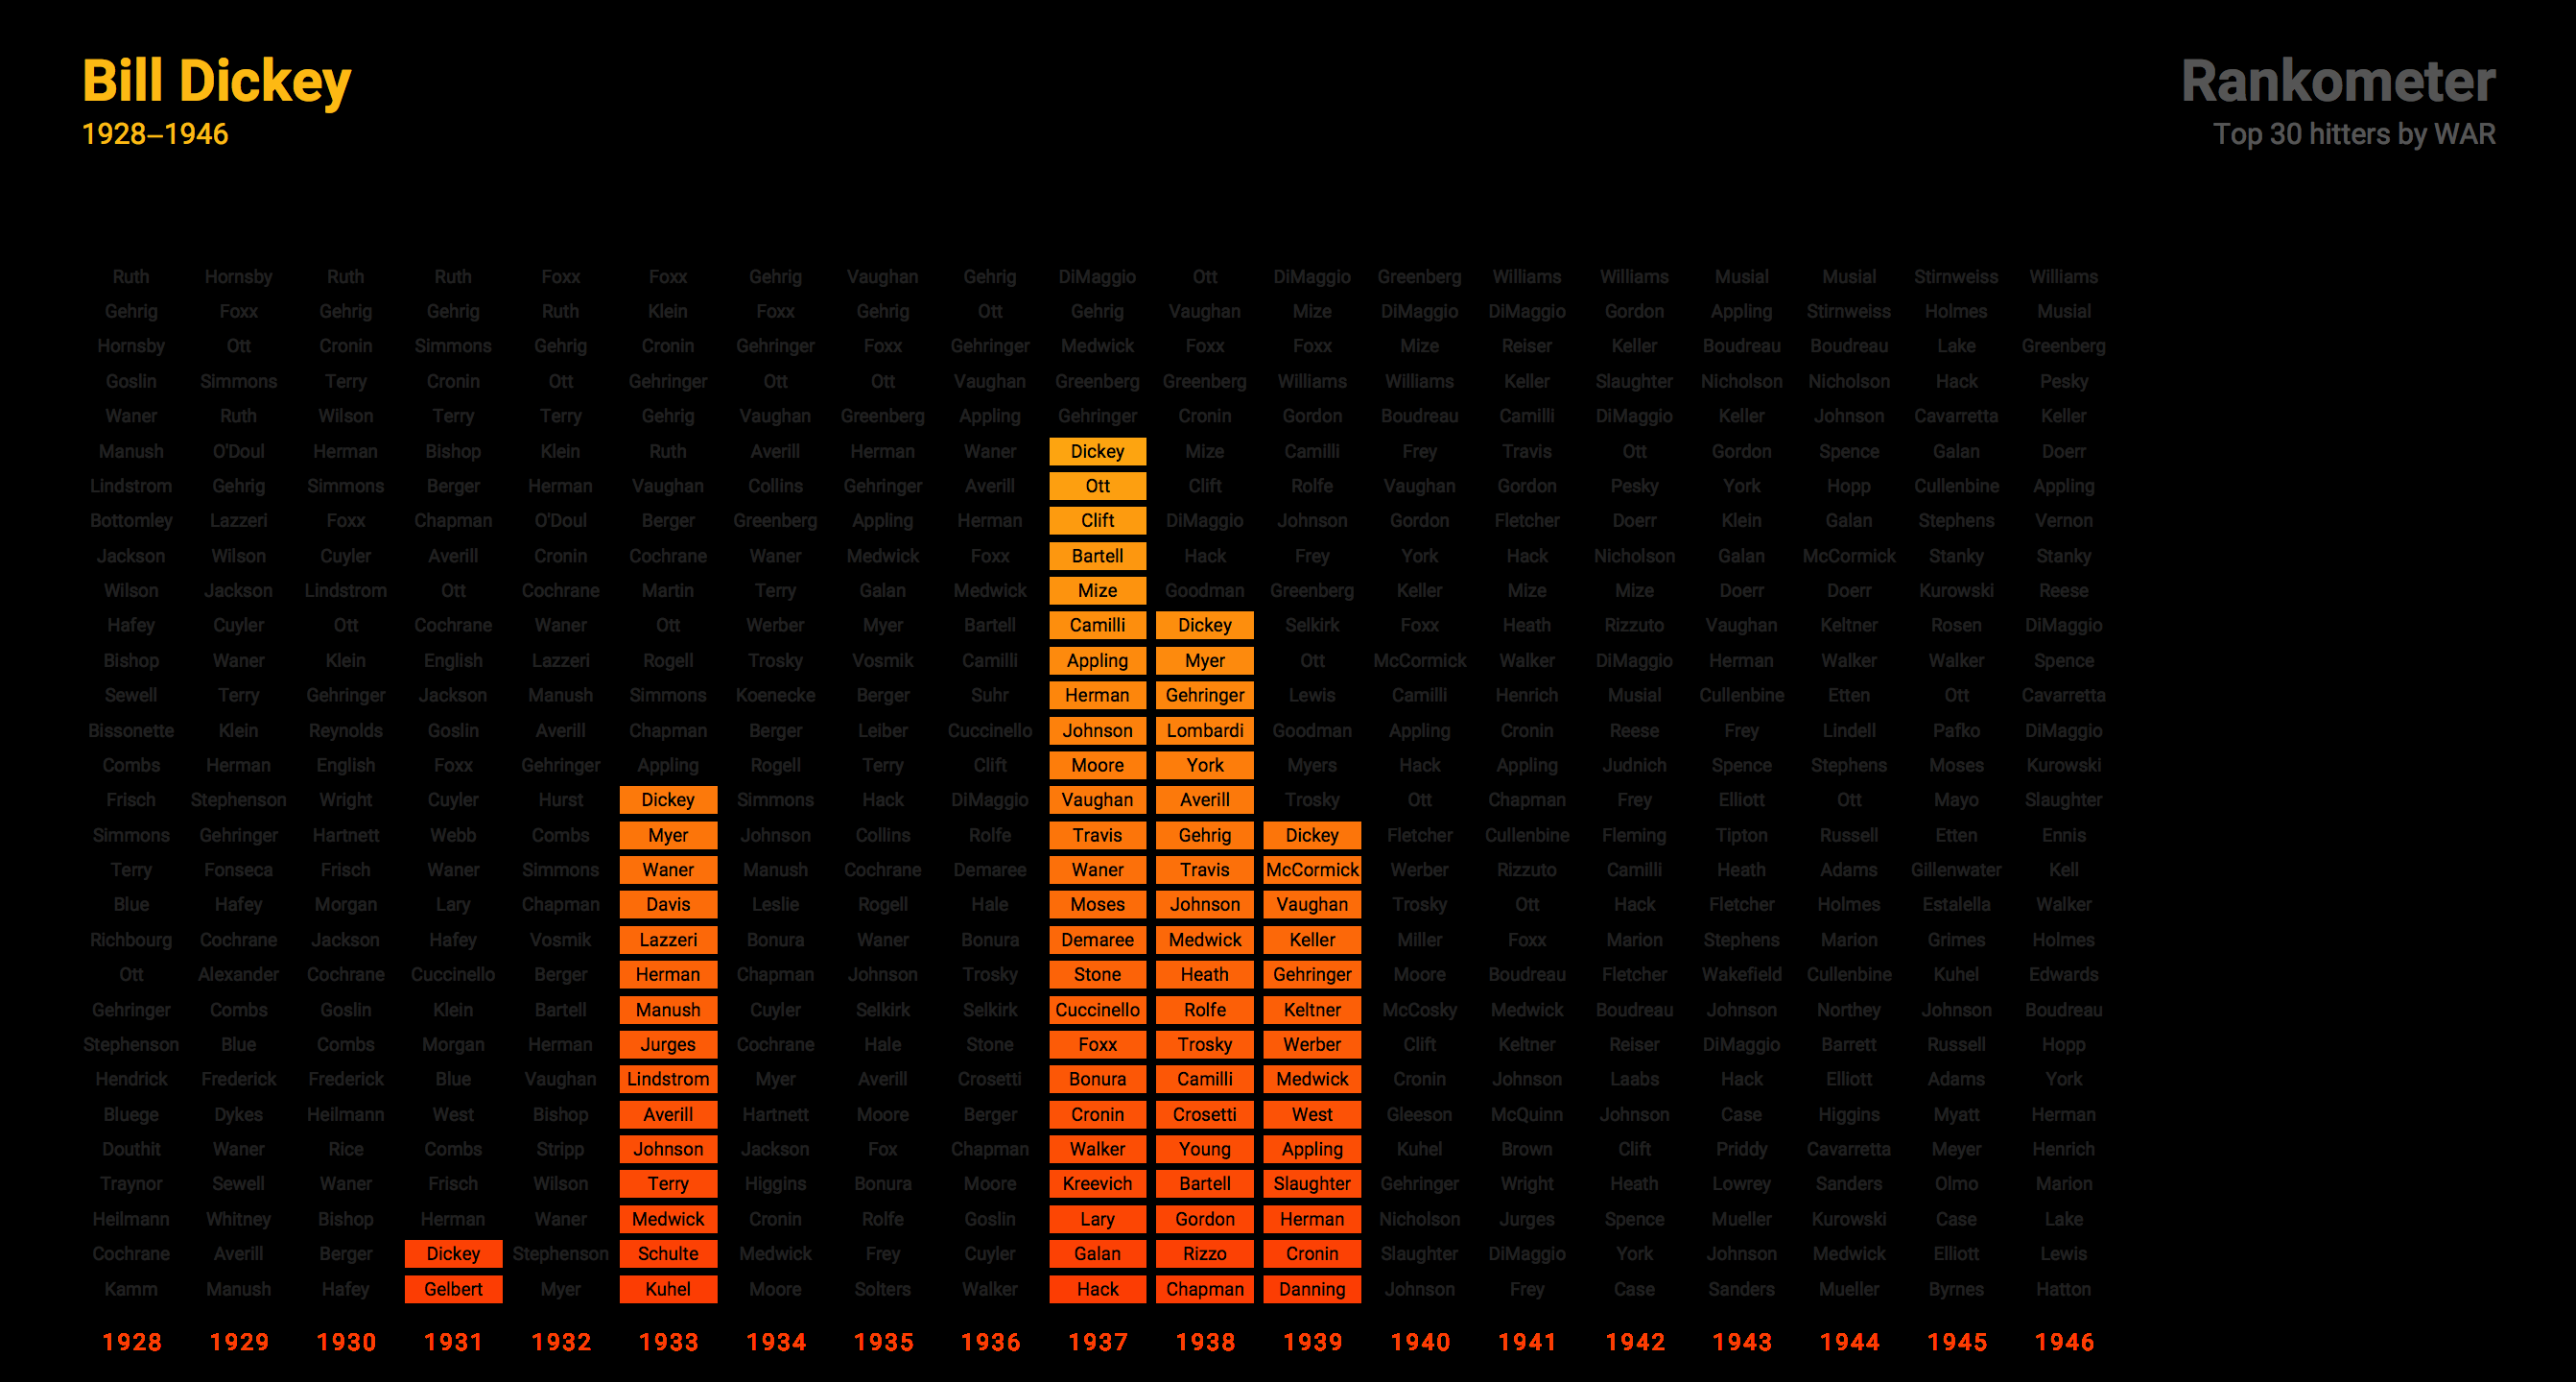 Bill Dickey
1928–1946
Rankometer
Top 30 hitters by WAR
Ruth Hornsby Ruth Ruth Foxx Foxx Gehrig Vaughan Gehrig DiMaggio Ott DiMaggio Greenberg Williams Williams Musial Musial Stirnweiss Williams
Gehrig Foxx Gehrig Gehrig Ruth Klein Foxx Gehrig Ott Gehrig Vaughan Mize DiMaggio DiMaggio Gordon Appling Stirnweiss Holmes Musial
Hornsby Ott Cronin Simmons Gehrig Cronin Gehringer Foxx Gehringer Medwick Foxx Foxx Mize Reiser Keller Boudreau Boudreau Lake Greenberg
Goslin Simmons Terry Cronin Ott Gehringer Ott Ott Vaughan Greenberg Greenberg Williams Williams Keller Slaughter Nicholson Nicholson Hack Pesky
Waner Ruth Wilson Terry Terry Gehrig Vaughan Greenberg Appling Gehringer Cronin Gordon Boudreau Camilli DiMaggio Keller Johnson Cavarretta Keller
Manush O'Doul Herman Bishop Klein Ruth Averill Herman Waner Dickey Mize Camilli Frey Travis Ott Gordon Spence Galan Doerr
Lindstrom Gehrig Simmons Berger Herman Vaughan Collins Gehringer Averill Ott Clift Rolfe Vaughan Gordon Pesky York Hopp Cullenbine Appling
Bottomley Lazzeri Foxx Chapman O'Doul Berger Greenberg Appling Herman Clift DiMaggio Johnson Gordon Fletcher Doerr Klein Galan Stephens Vernon
Jackson Wilson Cuyler Averill Cronin Cochrane Waner Medwick Foxx Bartell Hack Frey York Hack Nicholson Galan McCormick Stanky Stanky
Wilson Jackson Lindstrom Ott Cochrane Martin Terry Galan Medwick Mize Goodman Greenberg Keller Mize Mize Doerr Doerr Kurowski Reese
Hafey Cuyler Ott Cochrane Waner Ott Werber Myer Bartell Camilli Dickey Selkirk Foxx Heath Rizzuto Vaughan Keltner Rosen DiMaggio
Bishop Waner Klein English Lazzeri Rogell Trosky Vosmik Camilli Appling Myer Ott McCormick Walker DiMaggio Herman Walker Walker Spence
Sewell Terry Gehringer Jackson Manush Simmons Koenecke Berger Suhr Herman Gehringer Lewis Camilli Henrich Musial Cullenbine Etten Ott Cavarretta
Bissonette Klein Reynolds Goslin Averill Chapman Berger Leiber Cuccinello Johnson Lombardi Goodman Appling Cronin Reese Frey Lindell Pafko DiMaggio
Combs Herman English Foxx Gehringer Appling Rogell Terry Clift Moore York Myers Hack Appling Judnich Spence Stephens Moses Kurowski
Frisch Stephenson Wright Cuyler Hurst Dickey Simmons Hack DiMaggio Vaughan Averill Trosky Ott Chapman Frey Elliott Ott Mayo Slaughter
Simmons Gehringer Hartnett Webb Combs Myer Johnson Collins Rolfe Travis Gehrig Dickey Fletcher Cullenbine Fleming Tipton Russell Etten Ennis
Terry Fonseca Frisch Waner Simmons Waner Manush Cochrane Demaree Waner Travis McCormick Werber Rizzuto Camilli Heath Adams Gillenwater Kell
Blue Hafey Morgan Lary Chapman Davis Leslie Rogell Hale Moses Johnson Vaughan Trosky Ott Hack Fletcher Holmes Estalella Walker
Richbourg Cochrane Jackson Hafey Vosmik Lazzeri Bonura Waner Bonura Demaree Medwick Keller Miller Foxx Marion Stephens Marion Grimes Holmes
Ott Alexander Cochrane Cuccinello Berger Herman Chapman Johnson Trosky Stone Heath Gehringer Moore Boudreau Fletcher Wakefield Cullenbine Kuhel Edwards
Gehringer Combs Goslin Klein Bartell Manush Cuyler Selkirk Selkirk Cuccinello Rolfe Keltner McCosky Medwick Boudreau Johnson Northey Johnson Boudreau
Stephenson Blue Combs Morgan Herman Jurges Cochrane Hale Stone Foxx Trosky Werber Clift Keltner Reiser DiMaggio Barrett Russell Hopp
Hendrick Frederick Frederick Blue Vaughan Lindstrom Myer Averill Crosetti Bonura Camilli Medwick Cronin Johnson Laabs Hack Elliott Adams York
Bluege Dykes Heilmann West Bishop Averill Hartnett Moore Berger Cronin Crosetti West Gleeson McQuinn Johnson Case Higgins Myatt Herman
Douthit Waner Rice Combs Stripp Johnson Jackson Fox Chapman Walker Young Appling Kuhel Brown Clift Priddy Cavarretta Meyer Henrich
Traynor Sewell Waner Frisch Wilson Terry Higgins Bonura Moore Kreevich Bartell Slaughter Gehringer Wright Heath Lowrey Sanders Olmo Marion
Heilmann Whitney Bishop Herman Waner Medwick Cronin Rolfe Goslin Lary Gordon Herman Nicholson Jurges Spence Mueller Kurowski Case Lake
Cochrane Averill Berger Dickey Stephenson Schulte Medwick Frey Cuyler Galan Rizzo Cronin Slaughter DiMaggio York Johnson Medwick Elliott Lewis
Kamm Manush Hafey Gelbert Myer Kuhel Moore Solters Walker Hack Chapman Danning Johnson Frey Case Sanders Mueller Byrnes Hatton
1928 1929 1930 1931 1932 1933 1934 1935 1936 1937 1938 1939 1940 1941 1942 1943 1944 1945 1946